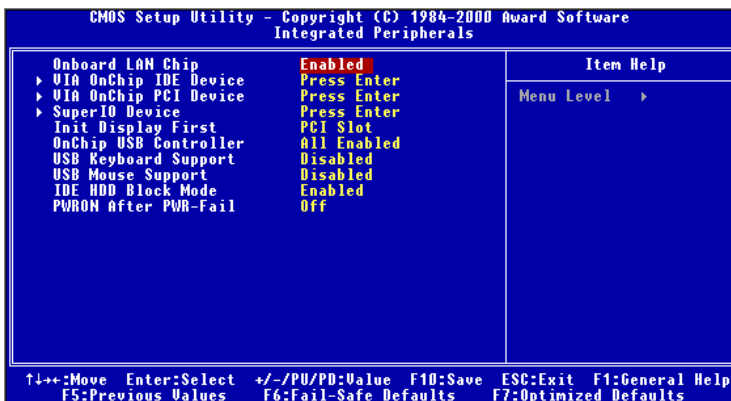 CMOS Setup Utility - Copyright (C) 1984-2000 Award Software
Integrated Peripherals
Onboard LAN Chip Enabled
▶ VIA OnChip IDE Device Press Enter
▶ VIA OnChip PCI Device Press Enter
▶ SuperIO Device Press Enter
Init Display First PCI Slot
OnChip USB Controller All Enabled
USB Keyboard Support Disabled
USB Mouse Support Disabled
IDE HDD Block Mode Enabled
PWRON After PWR-Fail Off
Item Help
Menu Level ▶
↑↓→←:Move Enter:Select +/-/PU/PD:Value F10:Save ESC:Exit F1:General Help
F5:Previous Values F6:Fail-Safe Defaults F7:Optimized Defaults